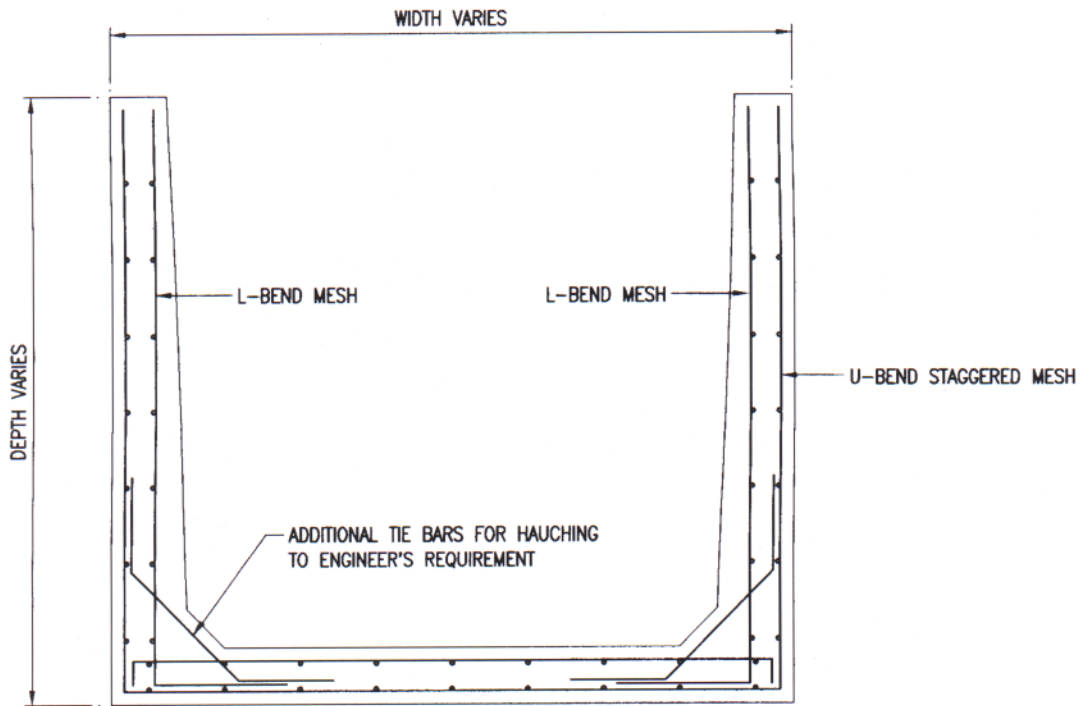 WIDTH VARIES
L-BEND MESH
L-BEND MESH
DEPTH VARIES
U-BEND STAGGERED MESH
ADDITIONAL TIE BARS FOR HAUCHING
TO ENGINEER'S REQUIREMENT